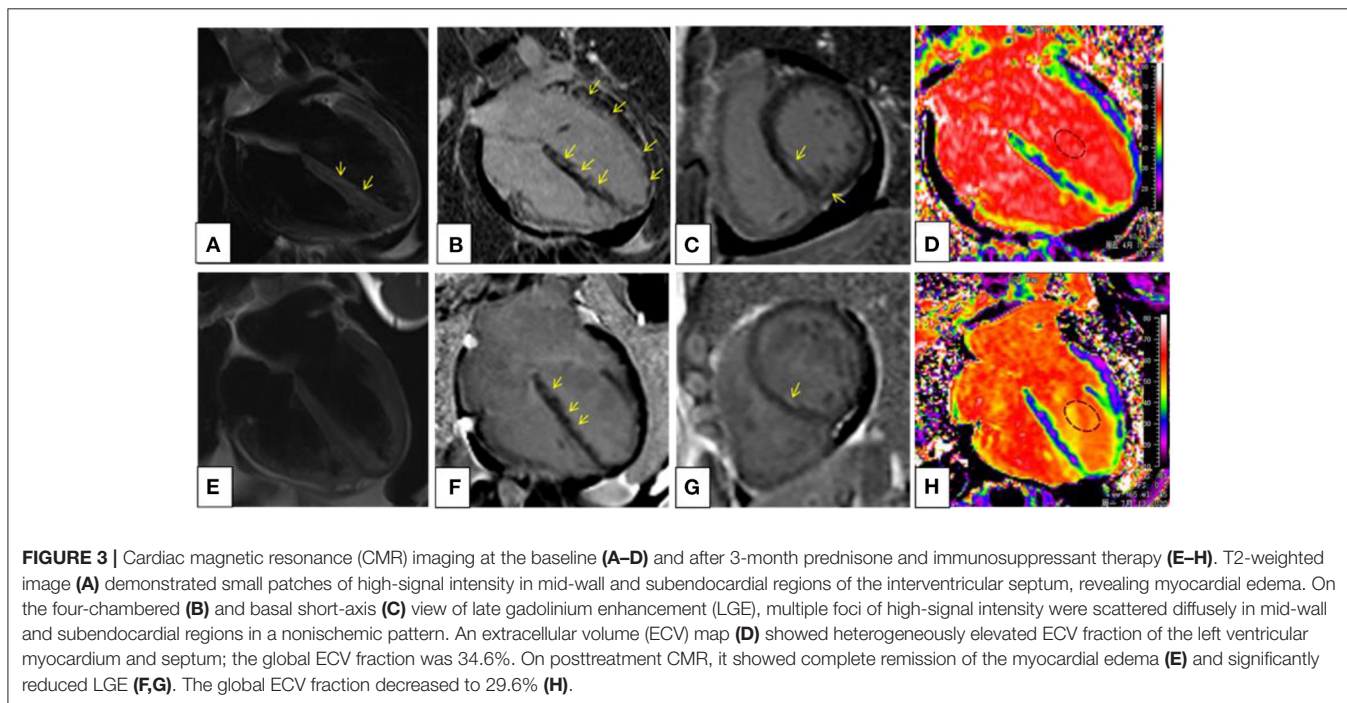 A
B
C
D
E
F
G
H
FIGURE 3 | Cardiac magnetic resonance (CMR) imaging at the baseline (A–D) and after 3-month prednisone and immunosuppressant therapy (E–H). T2-weighted
image (A) demonstrated small patches of high-signal intensity in mid-wall and subendocardial regions of the interventricular septum, revealing myocardial edema. On
the four-chambered (B) and basal short-axis (C) view of late gadolinium enhancement (LGE), multiple foci of high-signal intensity were scattered diffusely in mid-wall
and subendocardial regions in a nonischemic pattern. An extracellular volume (ECV) map (D) showed heterogeneously elevated ECV fraction of the left ventricular
myocardium and septum; the global ECV fraction was 34.6%. On posttreatment CMR, it showed complete remission of the myocardial edema (E) and significantly
reduced LGE (F,G). The global ECV fraction decreased to 29.6% (H).